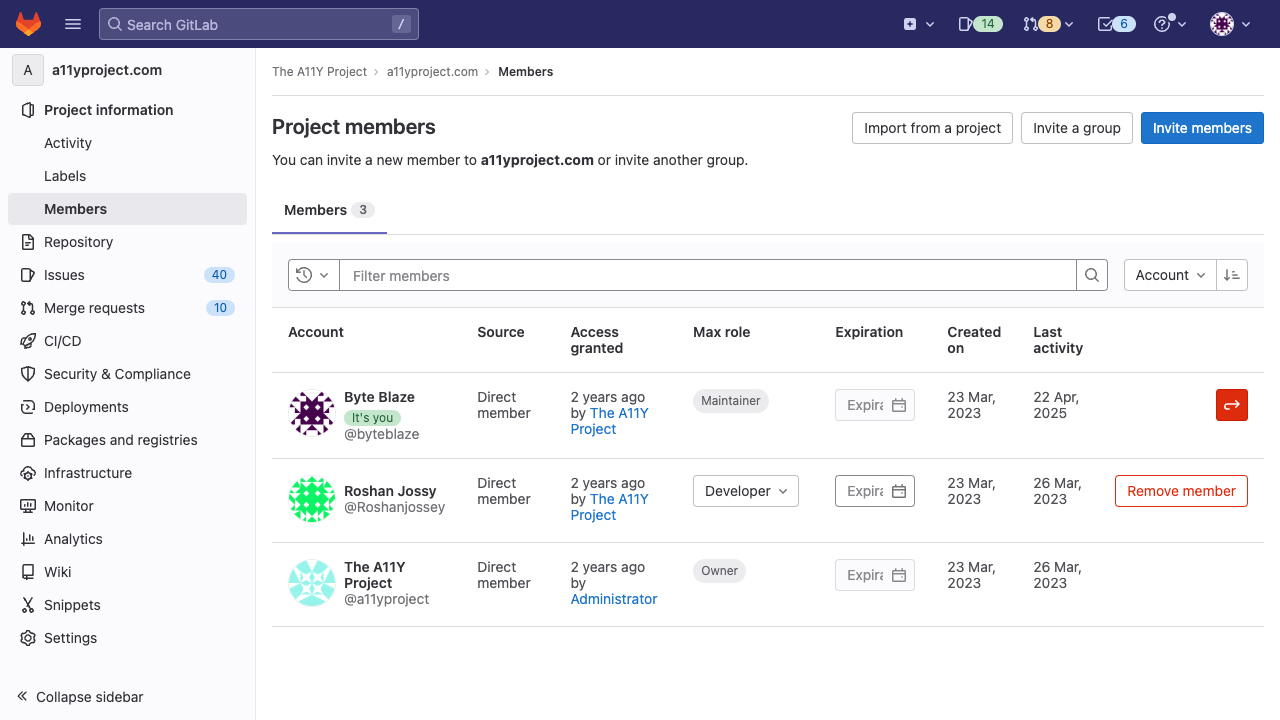 Search GitLab
/
14
8
6
A
a11yproject.com
Project information
Activity
Labels
Members
Repository
Issues
40
Merge requests
10
CI/CD
Security & Compliance
Deployments
Packages and registries
Infrastructure
Monitor
Analytics
Wiki
Snippets
Settings
Collapse sidebar
The A11Y Project
a11yproject.com
Members
Project members
Import from a project
Invite a group
Invite members
You can invite a new member to a11yproject.com or invite another group.
Members 3
Filter members
Account
Account
Source
Access
granted
Max role
Expiration
Created
on
Last
activity
Byte Blaze
It's you
@byteblaze
Direct
member
2 years ago
by The A11Y
Project
Maintainer
23 Mar,
2023
22 Apr,
2025
Roshan Jossy
@Roshanjossey
Direct
member
2 years ago
by The A11Y
Project
Developer
23 Mar,
2023
26 Mar,
2023
Remove member
The A11Y
Project
@a11yproject
Direct
member
2 years ago
by
Administrator
Owner
23 Mar,
2023
26 Mar,
2023